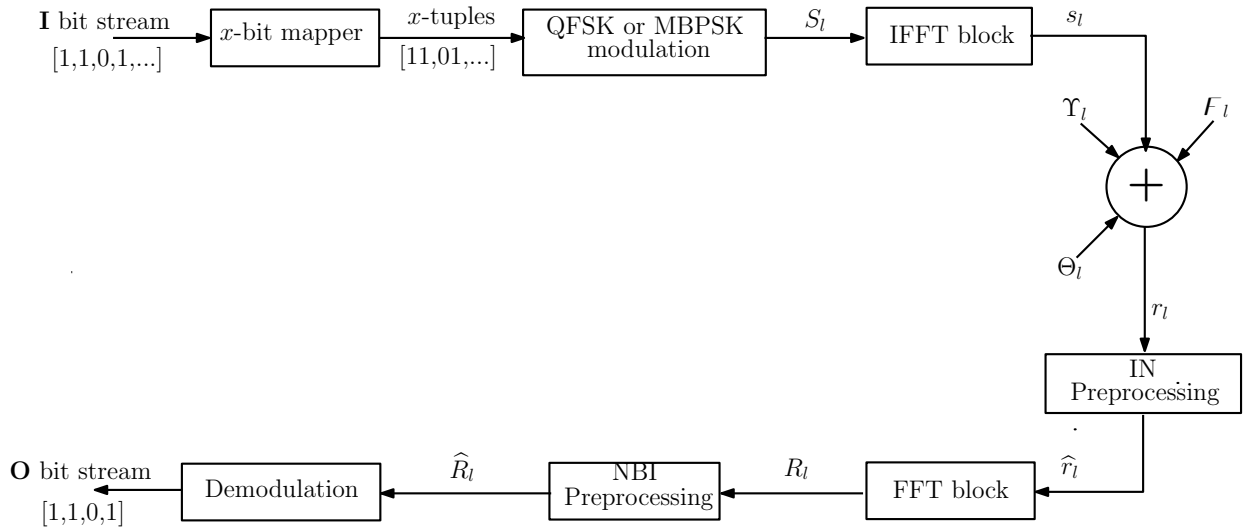 I bit stream
[1,1,0,1,...]
x-bit mapper
x-tuples
[11,01,...]
QFSK or MBPSK
modulation
S_l
IFFT block
s_l
ϒ_l
F_l
+
Θ_l
r_l
IN
Preprocessing
r̂_l
FFT block
R_l
NBI
Preprocessing
R̂_l
Demodulation
O bit stream
[1,1,0,1]